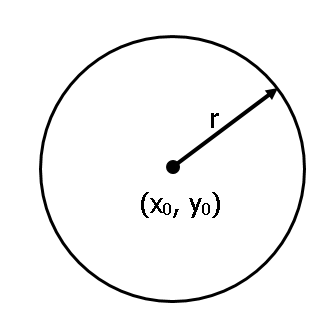 r
(x₀, y₀)